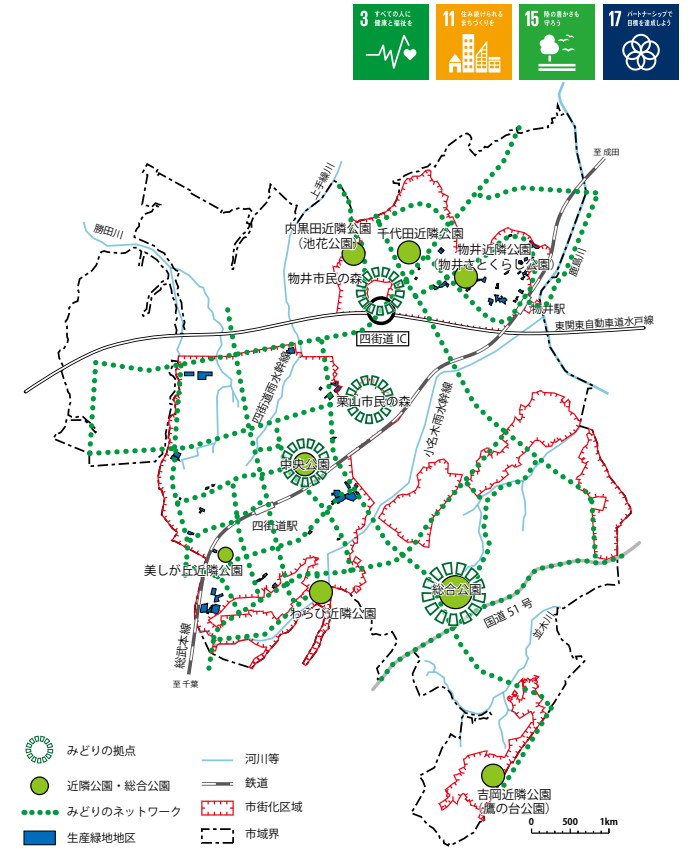 3 すべての人に
健康と福祉を
11 住み続けられる
まちづくりを
15 陸の豊かさも
守ろう
17 パートナーシップで
目標を達成しよう
至 成田
上手繰川
勝田川
内黒田近隣公園
(池花公園)
千代田近隣公園
物井近隣公園
(物井さとくらし公園)
鹿島川
物井市民の森
物井駅
東関東自動車道水戸線
四街道 IC
四街道雨水幹線
栗山市民の森
小名木雨水幹線
中央公園
四街道駅
美しが丘近隣公園
総合公園
わらび近隣公園
国道 51 号
並木川
総武本線
至 千葉
みどりの拠点
近隣公園・総合公園
みどりのネットワーク
生産緑地地区
河川等
鉄道
市街化区域
市域界
吉岡近隣公園
(鷹の台公園)
0 500 1km